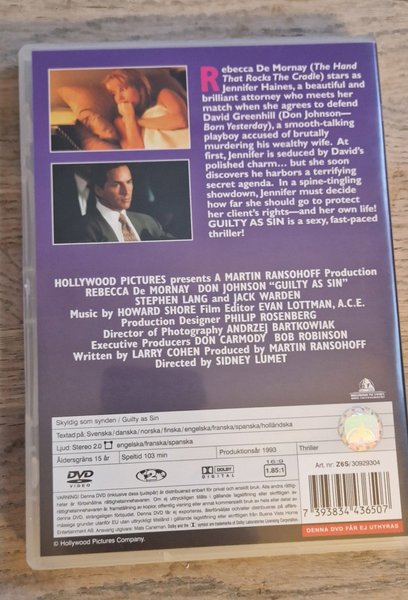 Rebecca De Mornay (The Hand
That Rocks The Cradle) stars as
Jennifer Haines, a beautiful and
brilliant attorney who meets her
match when she agrees to defend
David Greenhill (Don Johnson—
Born Yesterday), a smooth-talking
playboy accused of brutally
murdering his wealthy wife. At
first, Jennifer is seduced by David's
polished charm... but she soon
discovers he harbors a terrifying
secret agenda. In a spine-tingling
showdown, Jennifer must decide
how far she should go to protect
her client's rights—and her own life!
GUILTY AS SIN is a sexy, fast-paced
thriller!
HOLLYWOOD PICTURES presents A MARTIN RANSOHOFF Production
REBECCA DE MORNAY DON JOHNSON "GUILTY AS SIN"
STEPHEN LANG and JACK WARDEN
Music by HOWARD SHORE Film Editor EVAN LOTTMAN, A.C.E.
Production Designer PHILIP ROSENBERG
Director of Photography ANDRZEJ BARTKOWIAK
Executive Producers DON CARMODY BOB ROBINSON
Written by LARRY COHEN Produced by MARTIN RANSOHOFF
Directed by SIDNEY LUMET
Skyldig som synden / Guilty as Sin
Textad på: Svenska/danska/norska/finska/engelska/franska/spanska/holländska
Ljud: Stereo 2.0 engelska/franska/spanska
Åldersgräns 15 år Speltid 103 min Produktionsår 1993 Thriller
DVD
VIDEO
2
DOLBY
DIGITAL
16:9
1.85:1
Art. nr. Z6S/30929304
7 393834 436507
DENNA DVD FÅR EJ UTHYRAS
© Hollywood Pictures Company.